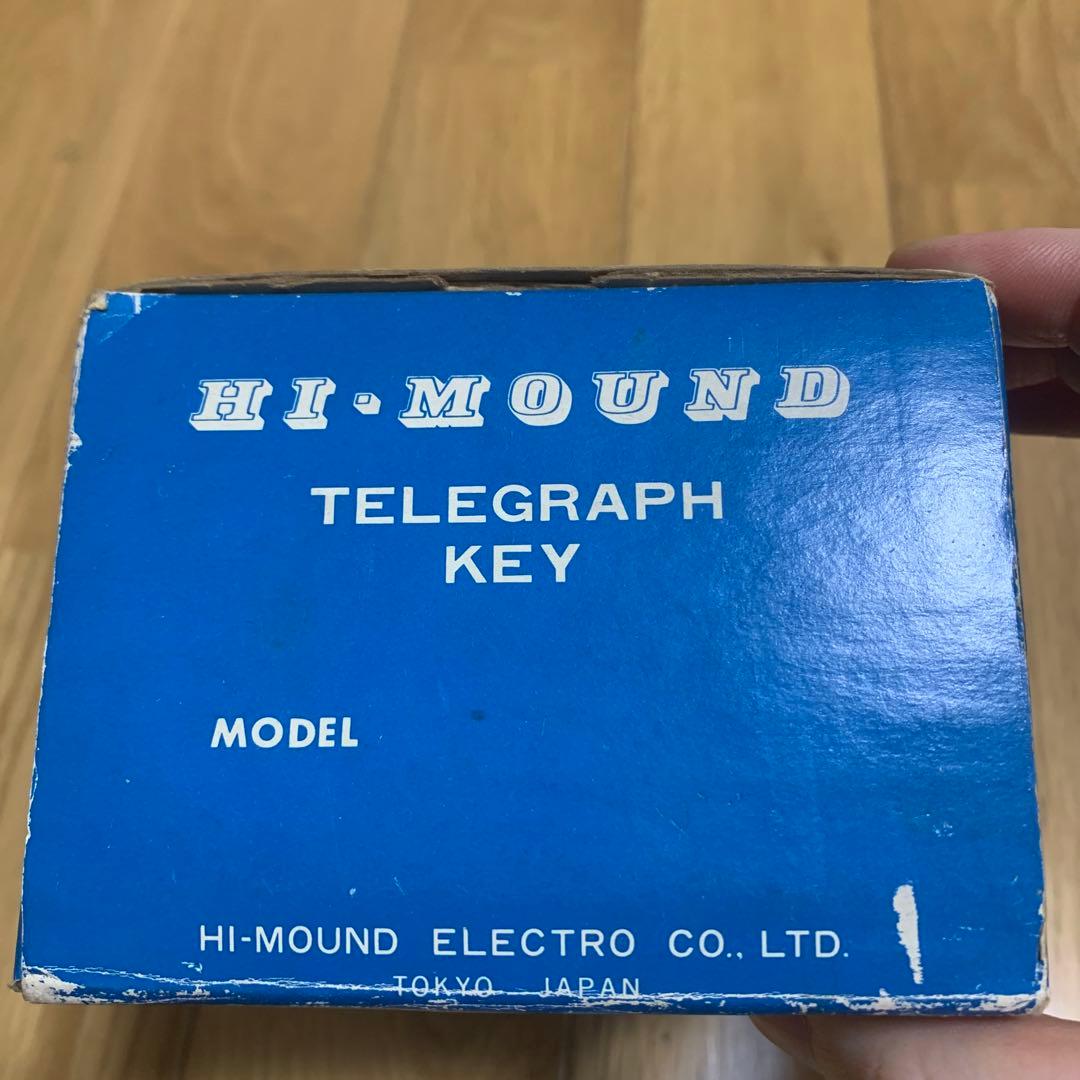 HI-MOUND
TELEGRAPH
KEY
MODEL
HI-MOUND ELECTRO CO., LTD.
TOKYO JAPAN